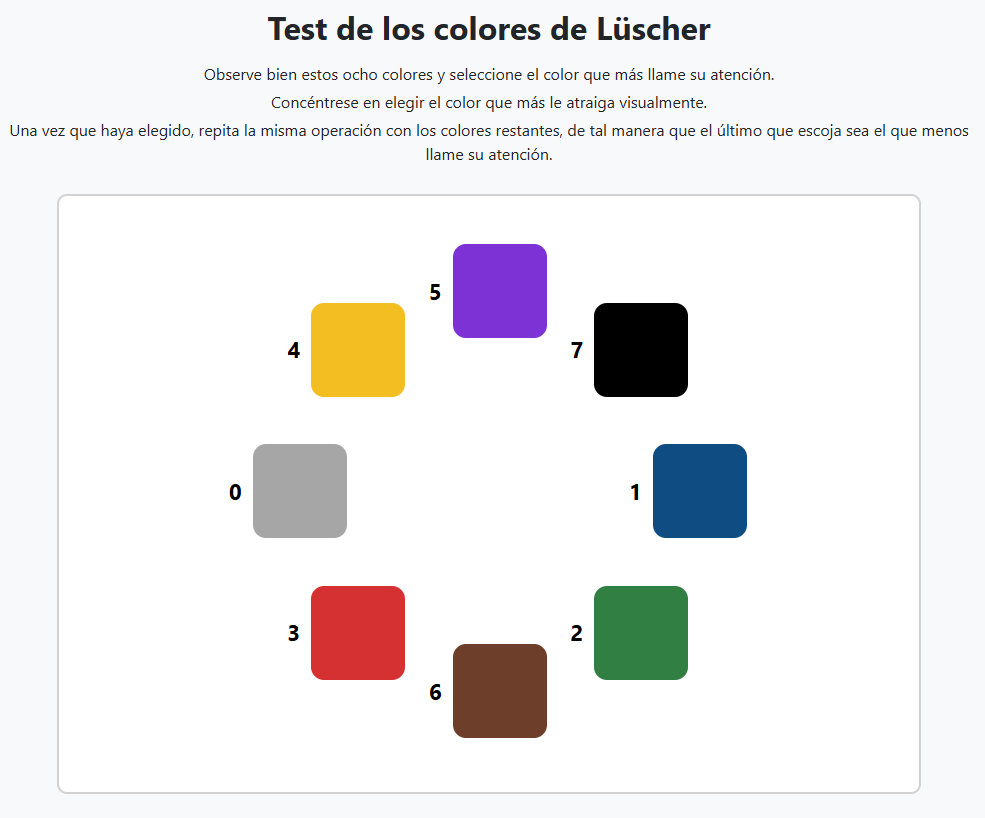 Test de los colores de Lüscher
Observe bien estos ocho colores y seleccione el color que más llame su atención.
Concéntrese en elegir el color que más le atraiga visualmente.
Una vez que haya elegido, repita la misma operación con los colores restantes, de tal manera que el último que escoja sea el que menos
llame su atención.
5
4
7
0
1
3
2
6